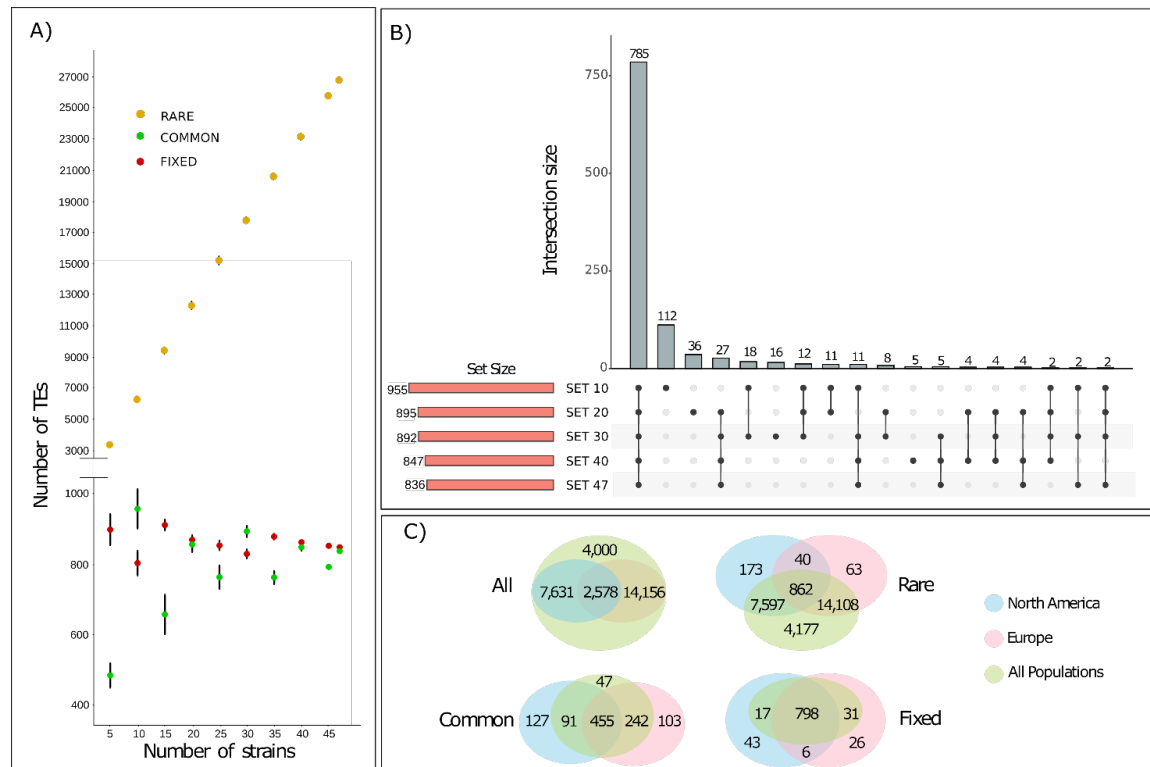 A)
27000
25000
23000
21000
19000
17000
15000
13000
11000
9000
7000
5000
3000
1000
800
600
400
Number of TEs
RARE
COMMON
FIXED
5 10 15 20 25 30 35 40 45
Number of strains
B)
Intersection size
750
500
250
0
785 112 36 27 18 16 12 11 11 8 5 5 4 4 4 2 2 2
Set Size
955 SET 10
895 SET 20
892 SET 30
847 SET 40
836 SET 47
C)
All
4,000
7,631 2,578 14,156
Rare
173 40 63
862
7,597 14,108
4,177
Common
47
127 91 455 242 103
Fixed
17 798 31
43 6 26
North America
Europe
All Populations